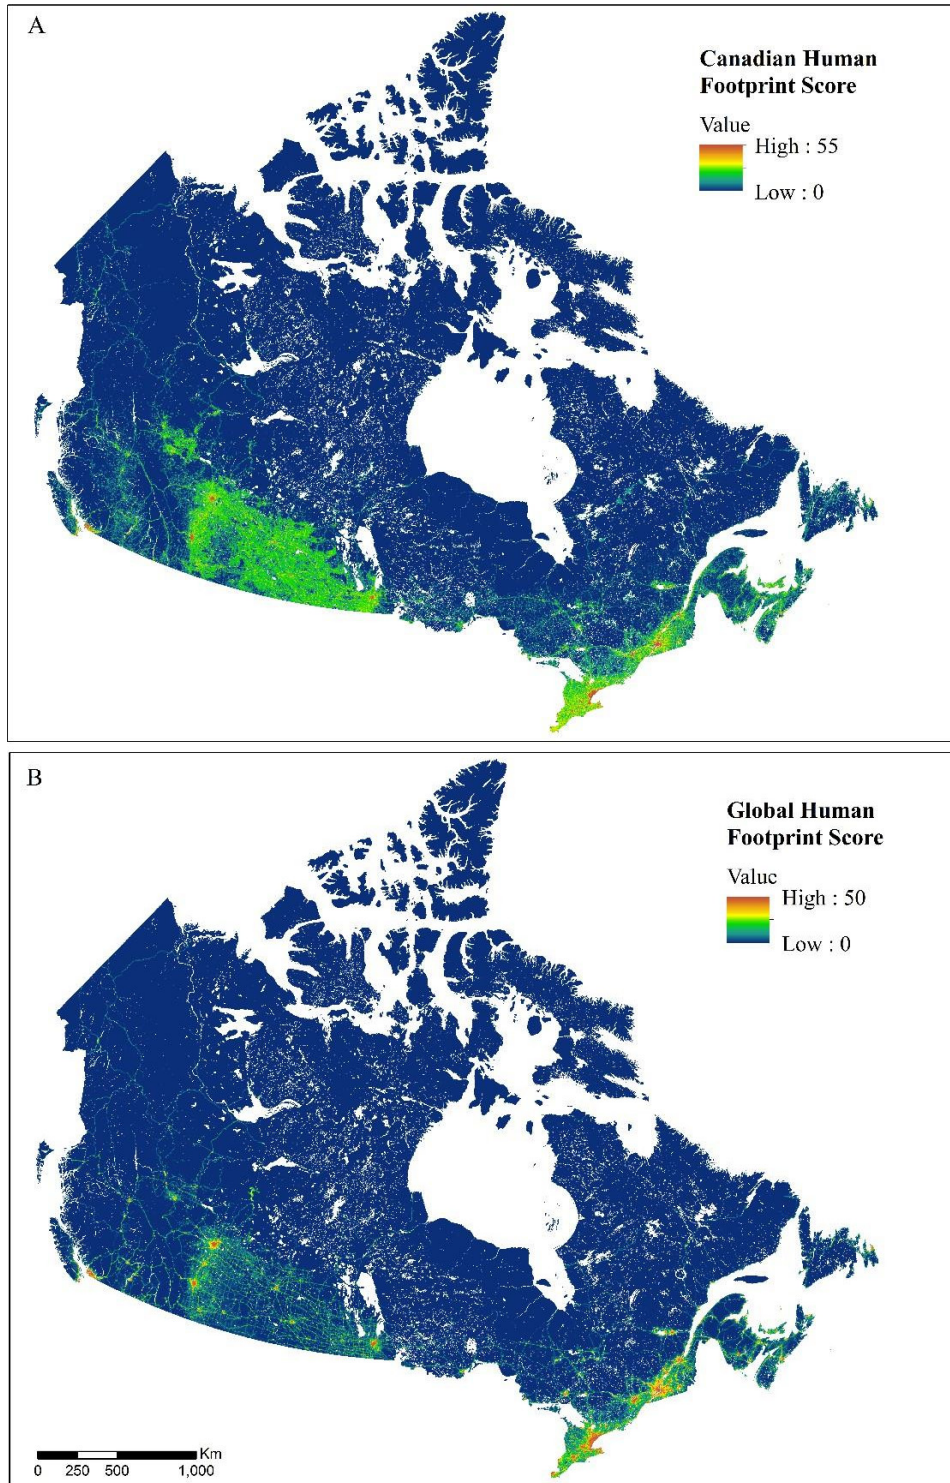 A
Canadian Human
Footprint Score
Value
High : 55
Low : 0
B
Global Human
Footprint Score
Value
High : 50
Low : 0
Km
0 250 500 1,000